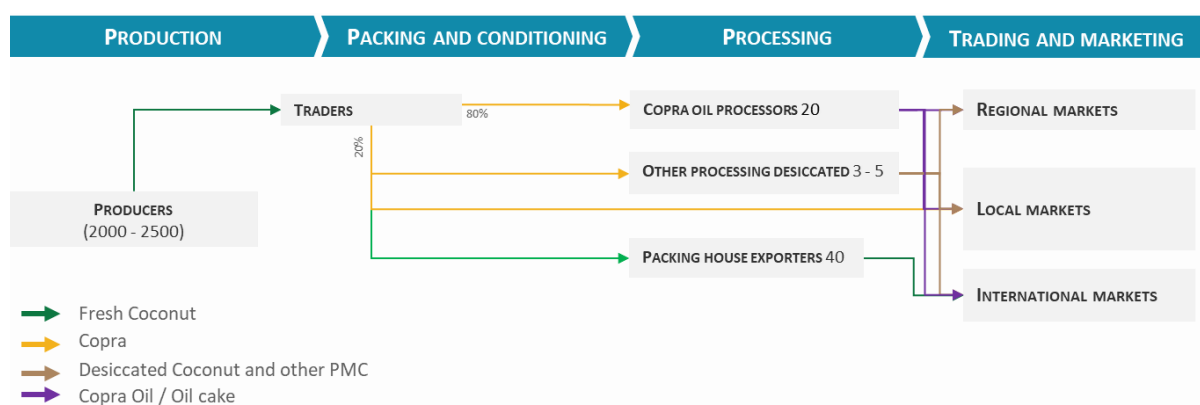 PRODUCTION
PACKING AND CONDITIONING
PROCESSING
TRADING AND MARKETING
TRADERS
80%
20%
COPRA OIL PROCESSORS 20
REGIONAL MARKETS
OTHER PROCESSING DESICCATED 3 - 5
PRODUCERS
(2000 - 2500)
LOCAL MARKETS
PACKING HOUSE EXPORTERS 40
INTERNATIONAL MARKETS
Fresh Coconut
Copra
Desiccated Coconut and other PMC
Copra Oil / Oil cake